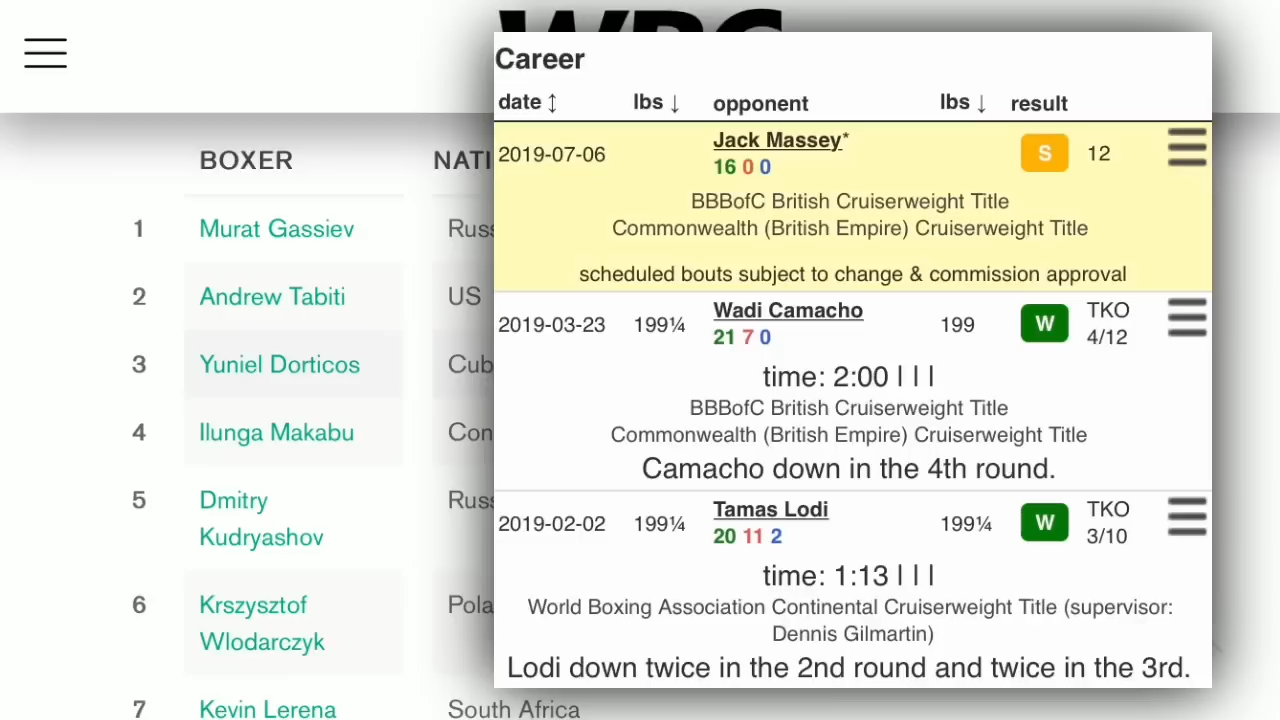 WBC
BOXER
NATI
1
Murat Gassiev
Russ
2
Andrew Tabiti
US
3
Yuniel Dorticos
Cub
4
Ilunga Makabu
Con
5
Dmitry
Kudryashov
Russ
6
Krszysztof
Wlodarczyk
Pola
7
Kevin Lerena
South Africa
Career
date ↕ lbs ↓ opponent lbs ↓ result
2019-07-06 Jack Massey* S 12
16 0 0
BBBofC British Cruiserweight Title
Commonwealth (British Empire) Cruiserweight Title
scheduled bouts subject to change & commission approval
2019-03-23 199¼ Wadi Camacho 199 W TKO
21 7 0 4/12
time: 2:00 | | |
BBBofC British Cruiserweight Title
Commonwealth (British Empire) Cruiserweight Title
Camacho down in the 4th round.
2019-02-02 199¼ Tamas Lodi 199¼ W TKO
20 11 2 3/10
time: 1:13 | | |
World Boxing Association Continental Cruiserweight Title (supervisor:
Dennis Gilmartin)
Lodi down twice in the 2nd round and twice in the 3rd.